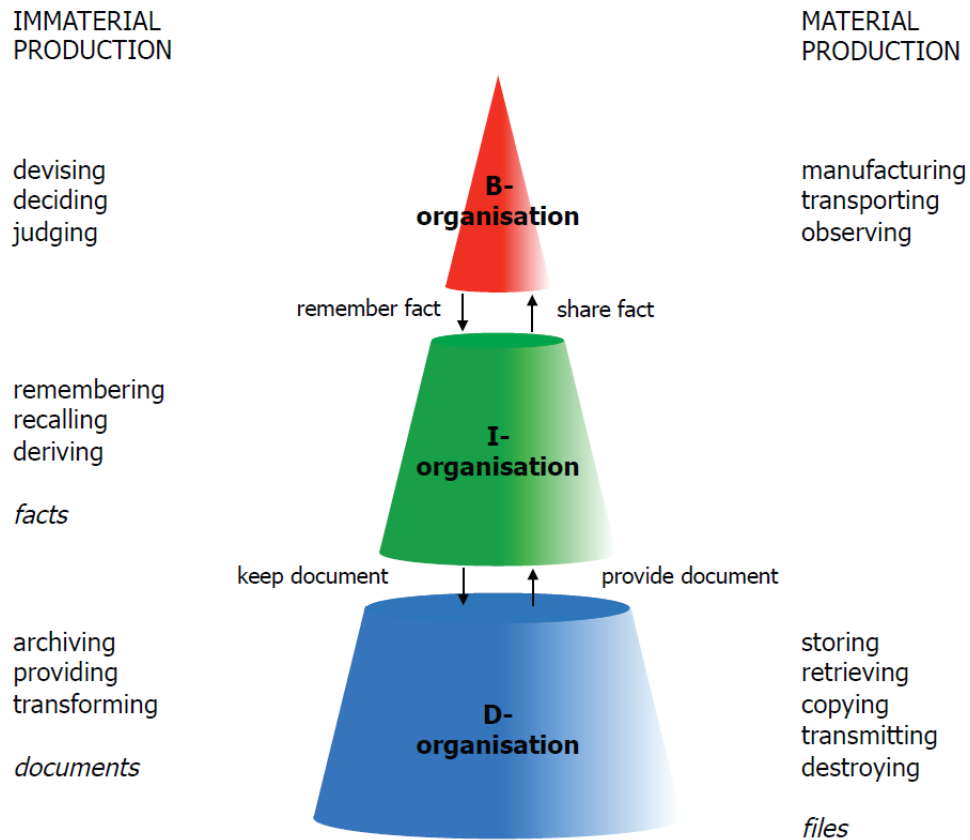 IMMATERIAL
PRODUCTION
MATERIAL
PRODUCTION
devising
deciding
judging
B-
organisation
manufacturing
transporting
observing
remember fact
share fact
remembering
recalling
deriving
facts
I-
organisation
keep document
provide document
archiving
providing
transforming
documents
D-
organisation
storing
retrieving
copying
transmitting
destroying
files